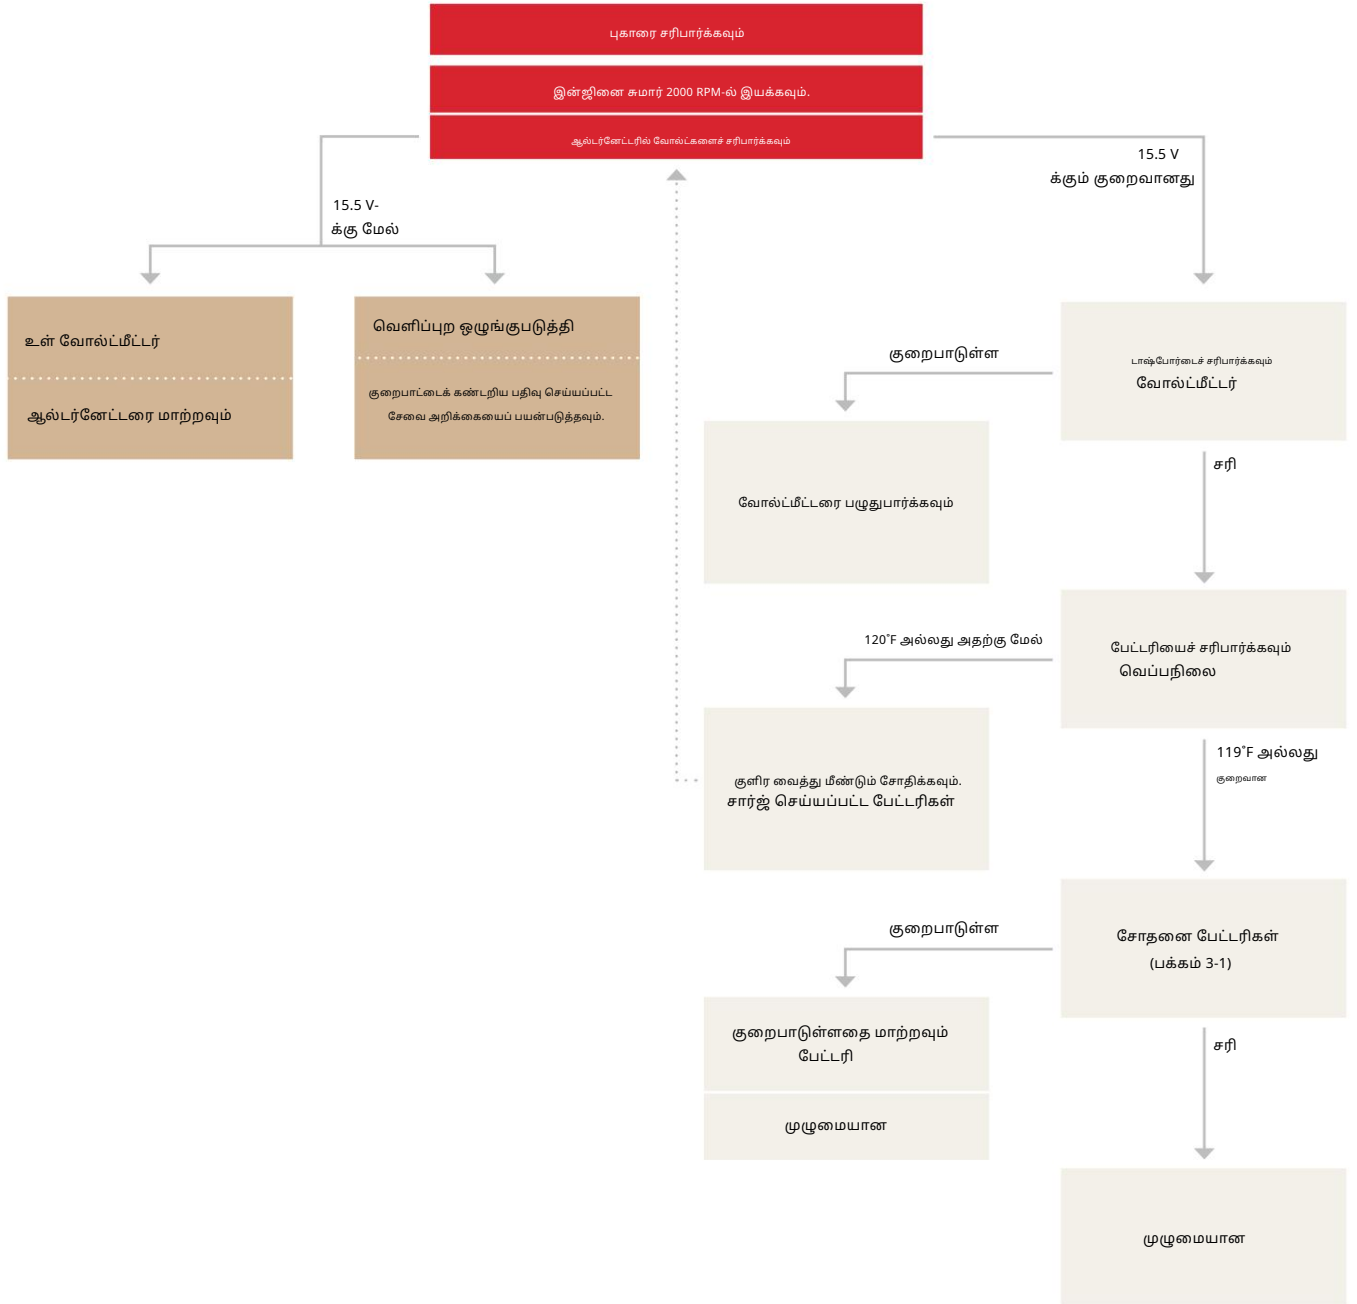 புகாரை சரிபார்க்கவும்
இன்ஜினை சுமார் 2000 RPM-ல் இயக்கவும்.
ஆல்டர்னேட்டரில் வோல்ட்களைச் சரிபார்க்கவும்
15.5 V-
க்கு மேல்
15.5 V
க்கும் குறைவானது
உள் வோல்ட்மீட்டர்
ஆல்டர்னேட்டரை மாற்றவும்
வெளிப்புற ஒழுங்குபடுத்தி
குறைபாட்டைக் கண்டறிய பதிவு செய்யப்பட்ட
சேவை அறிக்கையைப் பயன்படுத்தவும்.
டாஷ்போர்டைச் சரிபார்க்கவும்
வோல்ட்மீட்டர்
குறைபாடுள்ள
வோல்ட்மீட்டரை பழுதுபார்க்கவும்
சரி
பேட்டரியைச் சரிபார்க்கவும்
வெப்பநிலை
120˚F அல்லது அதற்கு மேல்
குளிர வைத்து மீண்டும் சோதிக்கவும்.
சார்ஜ் செய்யப்பட்ட பேட்டரிகள்
119˚F அல்லது
குறைவான
சோதனை பேட்டரிகள்
(பக்கம் 3-1)
குறைபாடுள்ள
குறைபாடுள்ளதை மாற்றவும்
பேட்டரி
முழுமையான
சரி
முழுமையான